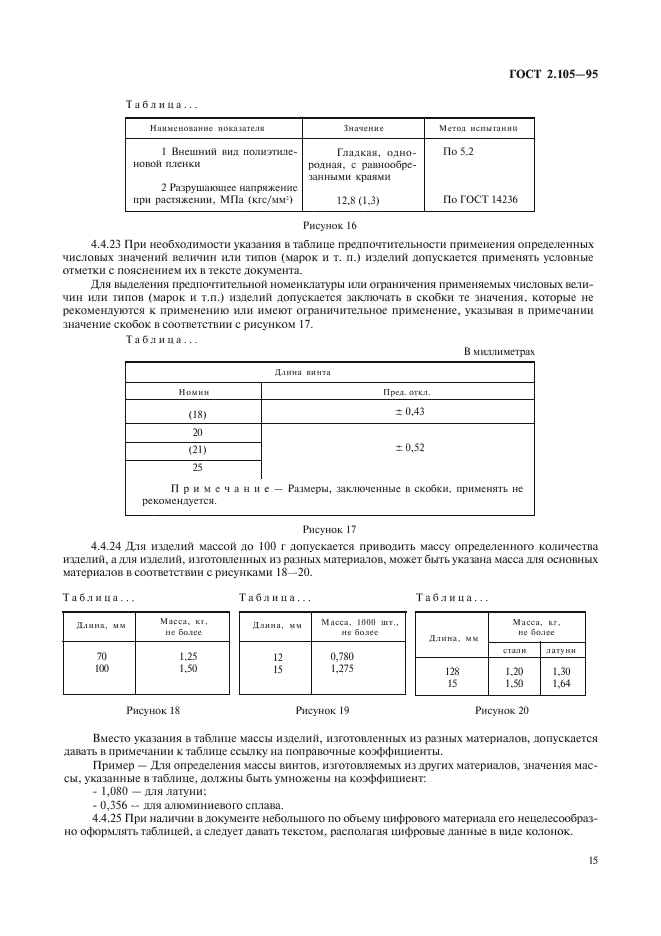 ГОСТ 2.105—95
Таблица...
Наименование показателя Значение Метод испытаний
1 Внешний вид полиэтиле- Гладкая, одно- По 5.2
новой пленки родная, с равнообре-
занными краями
2 Разрушающее напряжение
при растяжении, МПа (кгс/мм²) 12,8 (1,3) По ГОСТ 14236
Рисунок 16
4.4.23 При необходимости указания в таблице предпочтительности применения определенных
числовых значений величин или типов (марок и т. п.) изделий допускается применять условные
отметки с пояснением их в тексте документа.
Для выделения предпочтительной номенклатуры или ограничения применяемых числовых вели-
чин или типов (марок и т.п.) изделий допускается заключать в скобки те значения, которые не
рекомендуются к применению или имеют ограничительное применение, указывая в примечании
значение скобок в соответствии с рисунком 17.
Таблица...
В миллиметрах
Длина винта
Номин Пред. откл.
(18) ± 0,43
20
(21) ± 0,52
25
Примечание — Размеры, заключенные в скобки, применять не
рекомендуется.
Рисунок 17
4.4.24 Для изделий массой до 100 г допускается приводить массу определенного количества
изделий, а для изделий, изготовленных из разных материалов, может быть указана масса для основных
материалов в соответствии с рисунками 18—20.
Таблица...
Длина, мм Масса, кг,
не более
70 1,25
100 1,50
Рисунок 18
Таблица...
Длина, мм Масса, 1000 шт.,
не более
12 0,780
15 1,275
Рисунок 19
Таблица...
Длина, мм Масса, кг,
не более
стали латуни
128 1,20 1,30
15 1,50 1,64
Рисунок 20
Вместо указания в таблице массы изделий, изготовленных из разных материалов, допускается
давать в примечании к таблице ссылку на поправочные коэффициенты.
Пример — Для определения массы винтов, изготовляемых из других материалов, значения мас-
сы, указанные в таблице, должны быть умножены на коэффициент:
- 1,080 — для латуни;
- 0,356 — для алюминиевого сплава.
4.4.25 При наличии в документе небольшого по объему цифрового материала его нецелесообраз-
но оформлять таблицей, а следует давать текстом, располагая цифровые данные в виде колонок.
15